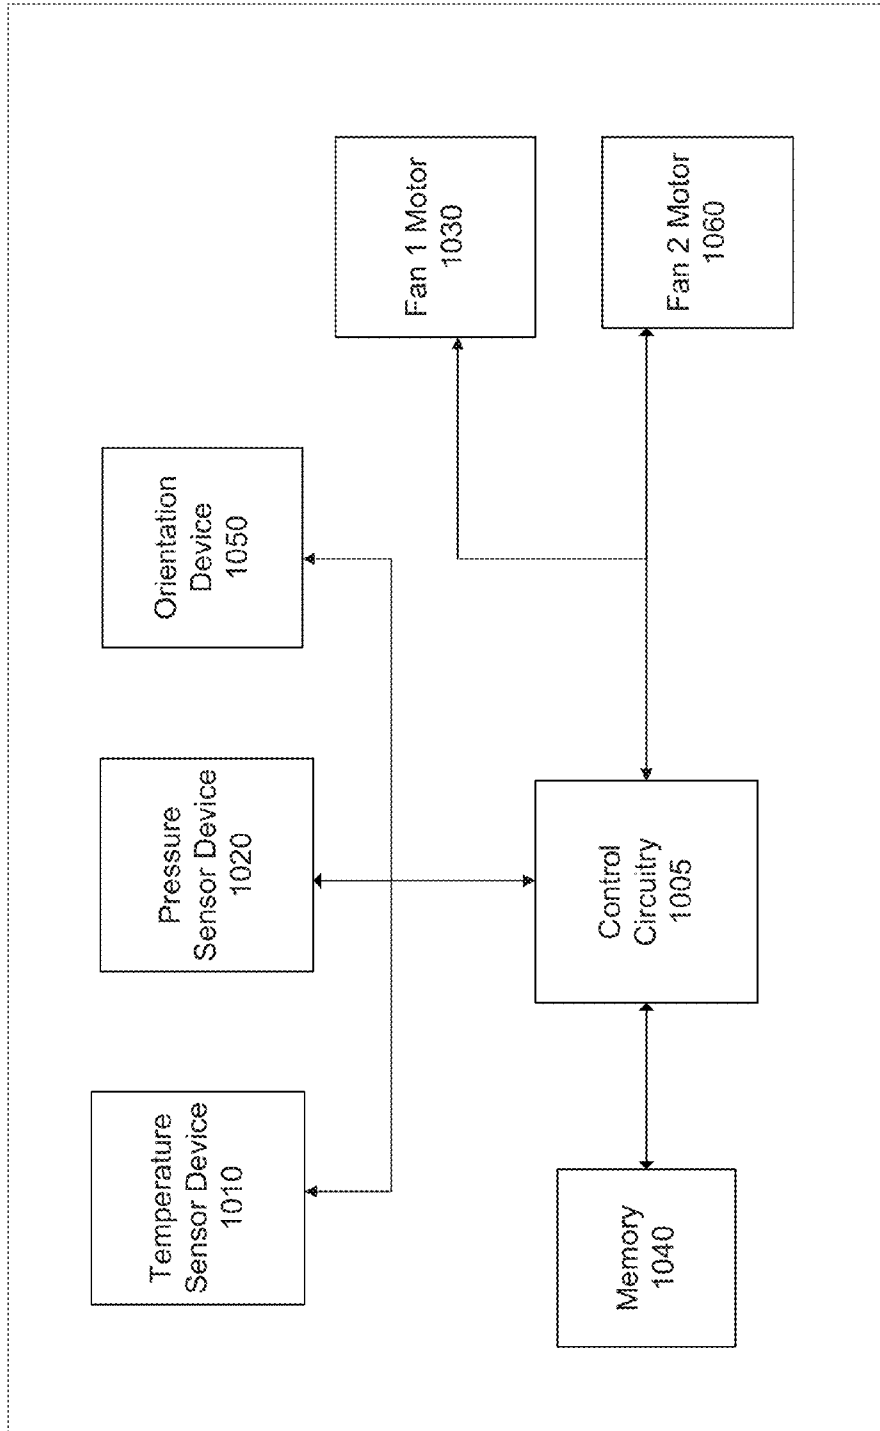 Temperature
Sensor Device
1010
Pressure
Sensor Device
1020
Orientation
Device
1050
Fan 1 Motor
1030
Memory
1040
Control
Circuitry
1005
Fan 2 Motor
1060